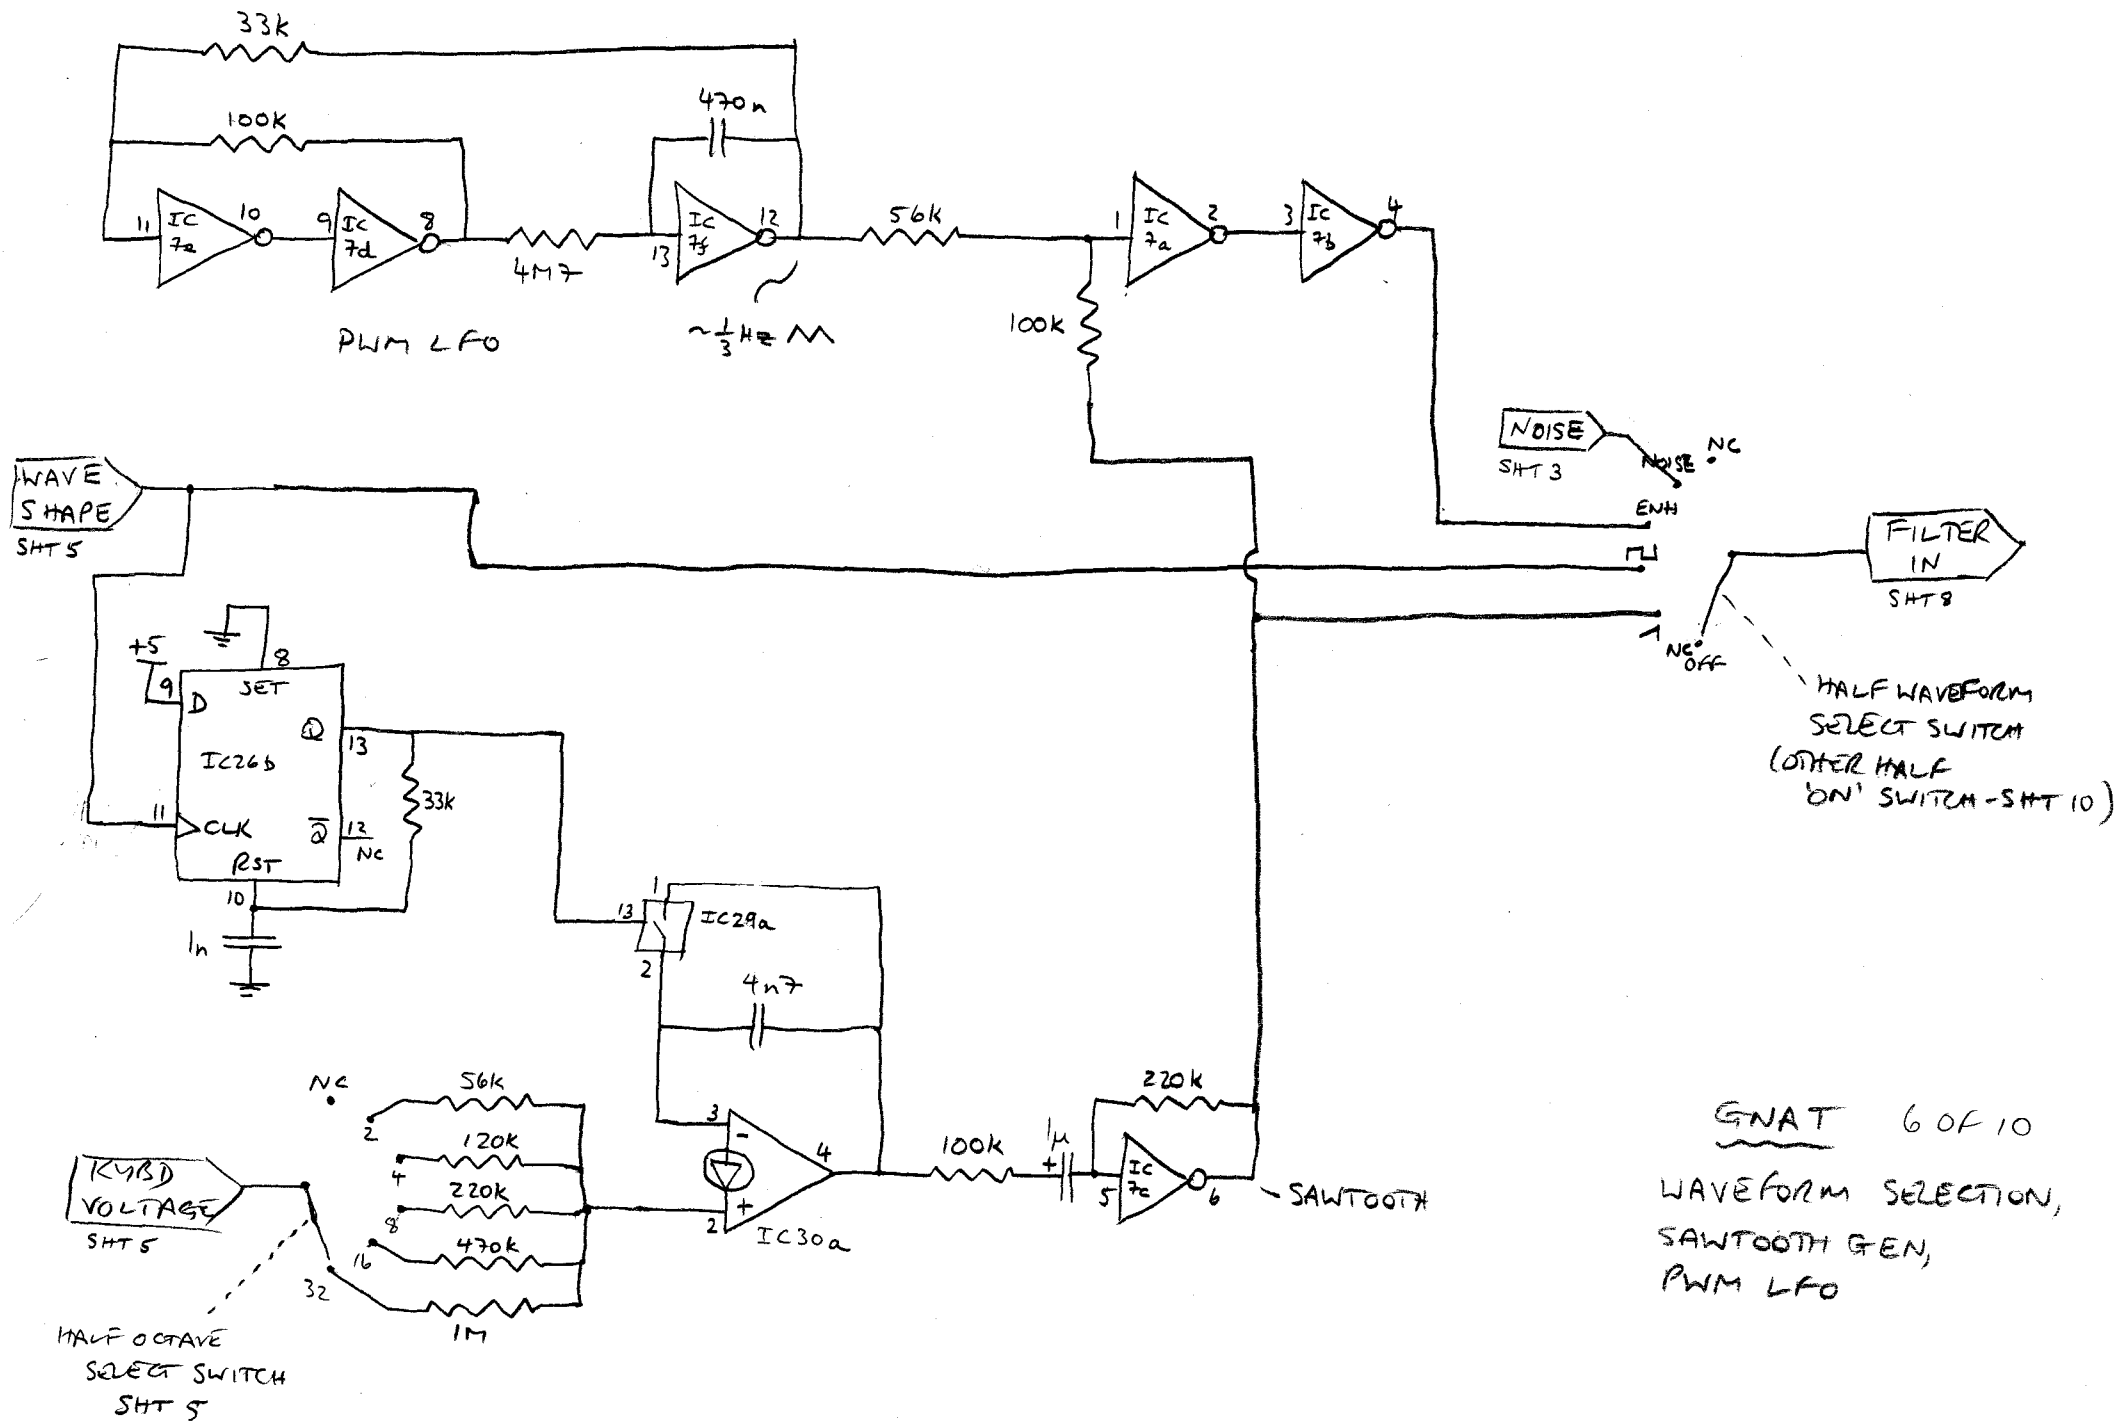 33k
100k
470n
11
IC
7e
10
9
IC
7d
8
4M7
13
IC
7f
12
56k
1
IC
7a
2
3
IC
7b
4
PWM LFO
~1/3 Hz
100k
WAVE
SHAPE
SHT 5
NOISE
SHT 3
NOISE
NC
ENH
FILTER
IN
SHT 8
NC
OFF
HALF WAVEFORM
SELECT SWITCH
(OTHER HALF
'ON' SWITCH - SHT 10)
+5
8
SET
9
D
Q
13
IC26b
33k
11
CLK
Q̅
12
NC
RST
10
1n
1
13
IC29a
2
4n7
NC
2
56k
4
120k
8
220k
16
470k
32
1M
KYBD
VOLTAGE
SHT 5
HALF OCTAVE
SELECT SWITCH
SHT 5
3
-
+
2
4
IC30a
100k
1µ
+
220k
5
IC
7c
6
SAWTOOTH
GNAT 6 OF 10
WAVEFORM SELECTION,
SAWTOOTH GEN,
PWM LFO